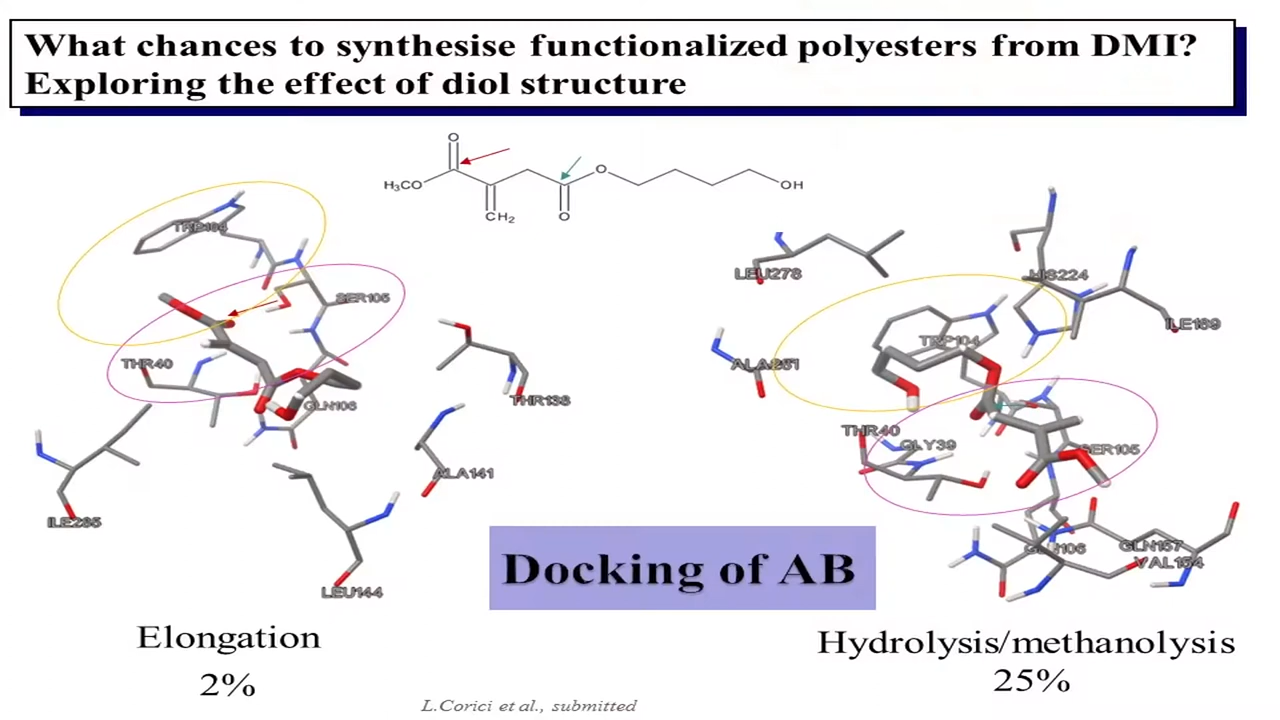 What chances to synthesise functionalized polyesters from DMI?
Exploring the effect of diol structure
O
H₃CO
CH₂
O
O
OH
TRP104
SER105
THR40
GLN106
THR138
ALA141
ILE285
LEU144
LEU278
HIS224
ILE189
TRP104
ALA281
THR40
GLY39
SER105
GLN106
GLN157
VAL154
Docking of AB
Elongation
2%
Hydrolysis/methanolysis
25%
L.Corici et al., submitted